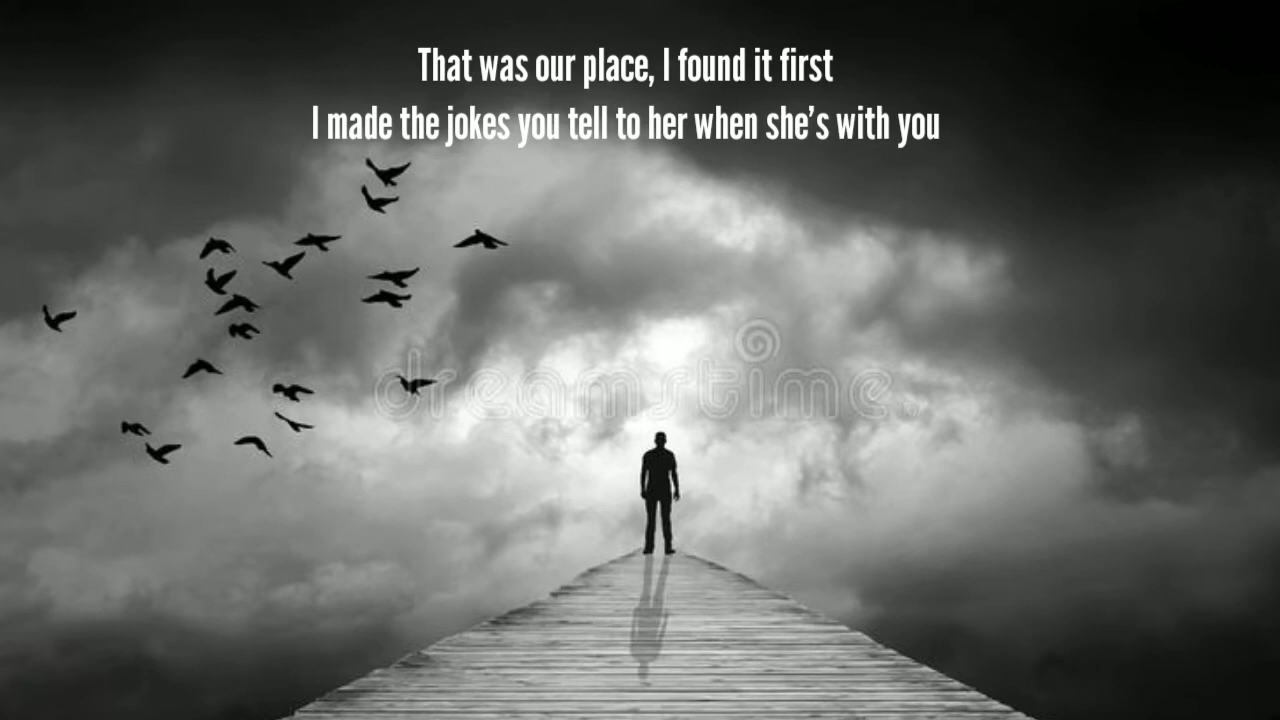 That was our place, I found it first
I made the jokes you tell to her when she's with you
dreamstime